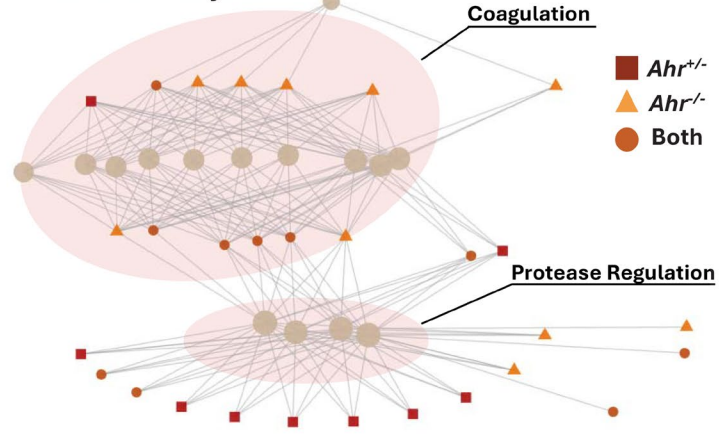 Coagulation
Ahr+/-
Ahr-/-
Both
Protease Regulation